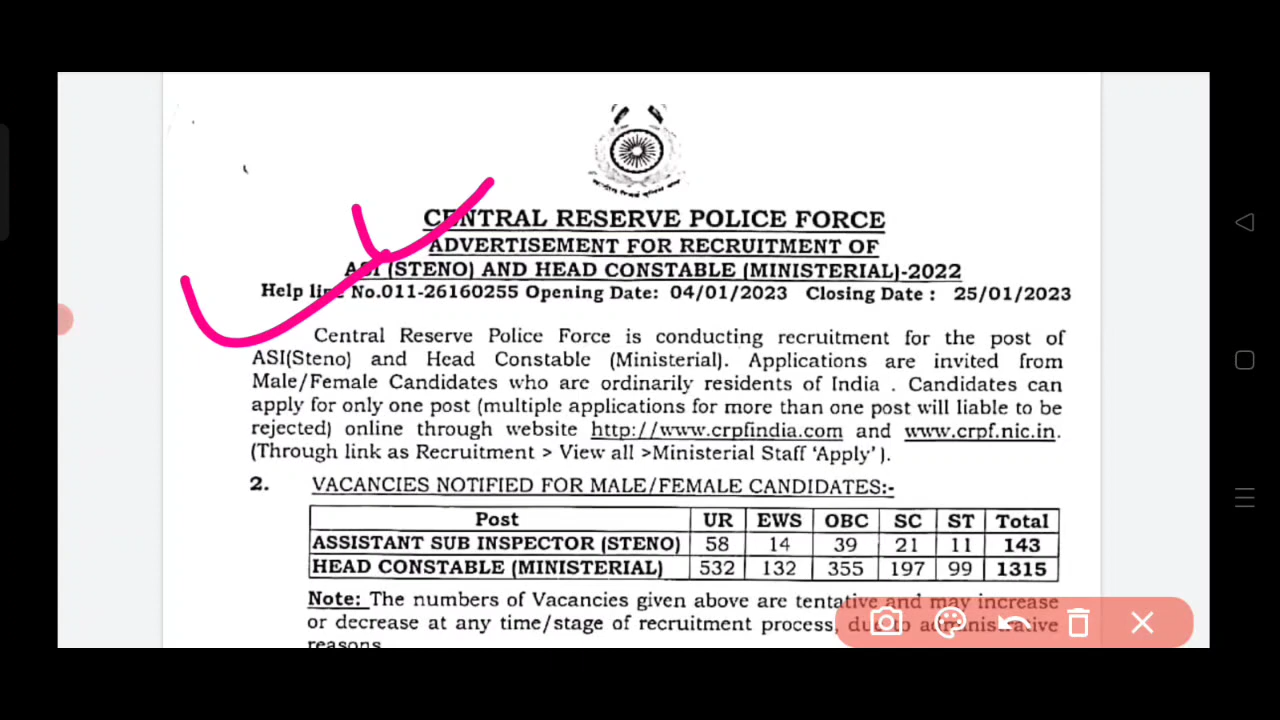 CENTRAL RESERVE POLICE FORCE
ADVERTISEMENT FOR RECRUITMENT OF
ASI (STENO) AND HEAD CONSTABLE (MINISTERIAL)-2022
Help line No.011-26160255 Opening Date: 04/01/2023 Closing Date : 25/01/2023
Central Reserve Police Force is conducting recruitment for the post of
ASI(Steno) and Head Constable (Ministerial). Applications are invited from
Male/Female Candidates who are ordinarily residents of India . Candidates can
apply for only one post (multiple applications for more than one post will liable to be
rejected) online through website http://www.crpfindia.com and www.crpf.nic.in.
(Through link as Recruitment > View all >Ministerial Staff 'Apply').
2. VACANCIES NOTIFIED FOR MALE/FEMALE CANDIDATES:-
Post UR EWS OBC SC ST Total
ASSISTANT SUB INSPECTOR (STENO) 58 14 39 21 11 143
HEAD CONSTABLE (MINISTERIAL) 532 132 355 197 99 1315
Note: The numbers of Vacancies given above are tentative and may increase
or decrease at any time/stage of recruitment process, due to administrative
reasons